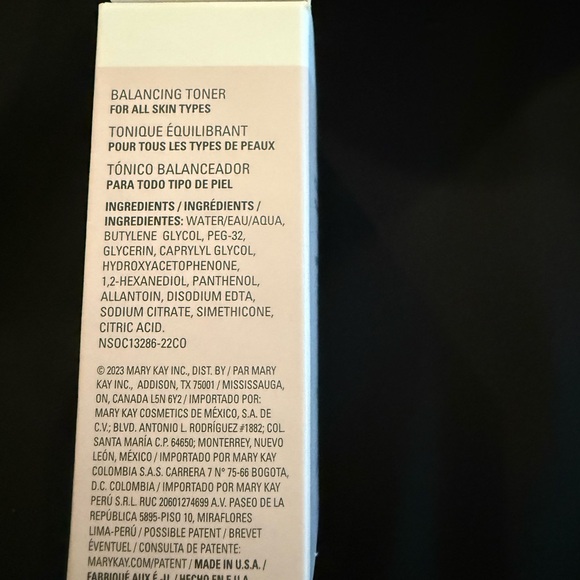 BALANCING TONER
FOR ALL SKIN TYPES
TONIQUE ÉQUILIBRANT
POUR TOUS LES TYPES DE PEAUX
TÓNICO BALANCEADOR
PARA TODO TIPO DE PIEL
INGREDIENTS / INGRÉDIENTS /
INGREDIENTES: WATER/EAU/AQUA,
BUTYLENE GLYCOL, PEG-32,
GLYCERIN, CAPRYLYL GLYCOL,
HYDROXYACETOPHENONE,
1,2-HEXANEDIOL, PANTHENOL,
ALLANTOIN, DISODIUM EDTA,
SODIUM CITRATE, SIMETHICONE,
CITRIC ACID.
NSOC13286-22CO
© 2023 MARY KAY INC., DIST. BY / PAR MARY
KAY INC., ADDISON, TX 75001 / MISSISSAUGA,
ON, CANADA L5N 6Y2 / IMPORTADO POR:
MARY KAY COSMETICS DE MÉXICO, S.A. DE
C.V.; BLVD. ANTONIO L. RODRÍGUEZ #1882; COL.
SANTA MARÍA C.P. 64650; MONTERREY, NUEVO
LEÓN, MÉXICO / IMPORTADO POR MARY KAY
COLOMBIA S.A.S. CARRERA 7 N° 75-66 BOGOTA,
D.C. COLOMBIA / IMPORTADO POR MARY KAY
PERÚ S.R.L. RUC 20601274699 A.V. PASEO DE LA
REPÚBLICA 5895-PISO 10, MIRAFLORES
LIMA-PERÚ / POSSIBLE PATENT / BREVET
ÉVENTUEL / CONSULTA DE PATENTE:
MARYKAY.COM/PATENT / MADE IN U.S.A. /
FABRIQUÉ AUX É.-U. / HECHO EN E.U.A.